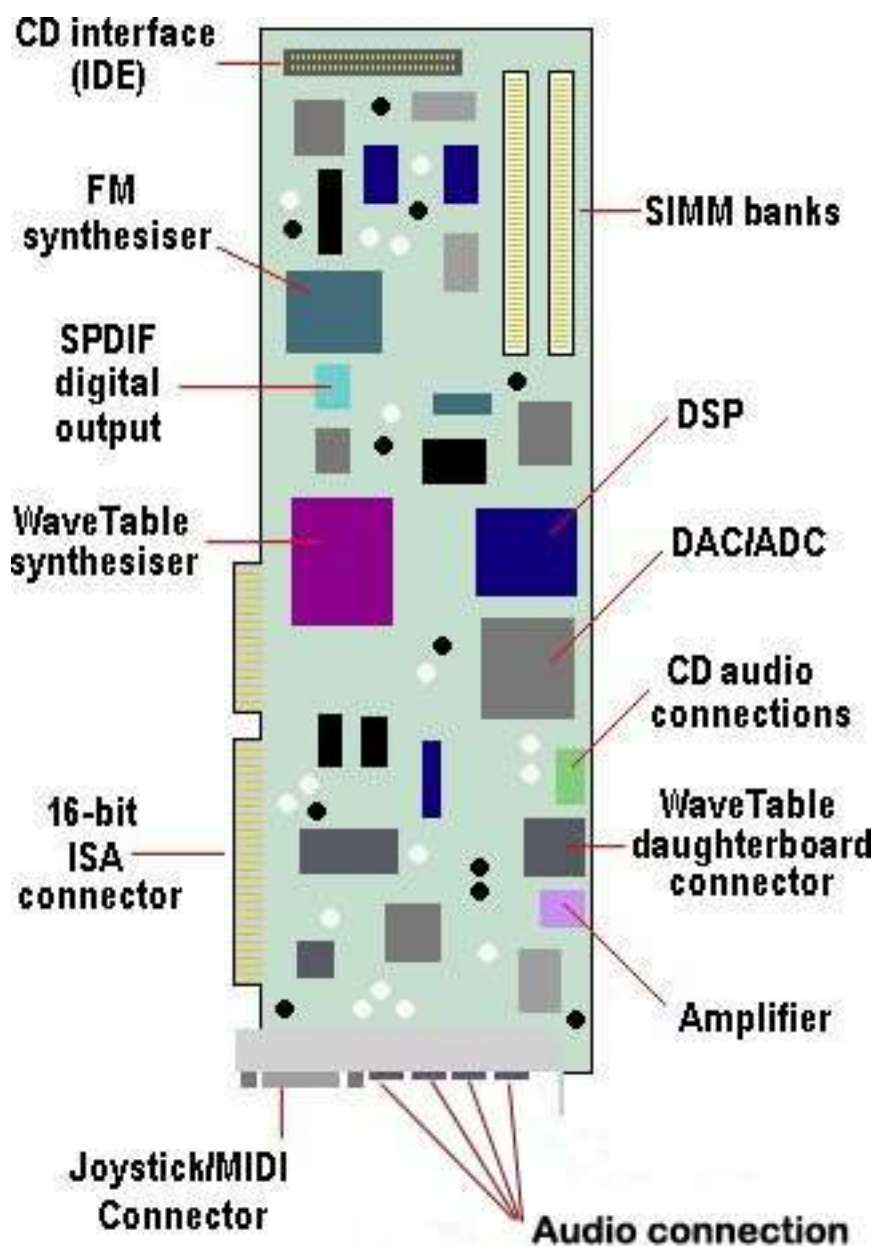 CD interface
(IDE)
FM
synthesiser
SIMM banks
SPDIF
digital
output
DSP
WaveTable
synthesiser
DAC/ADC
CD audio
connections
16-bit
ISA
connector
WaveTable
daughterboard
connector
Amplifier
Joystick/MIDI
Connector
Audio connection